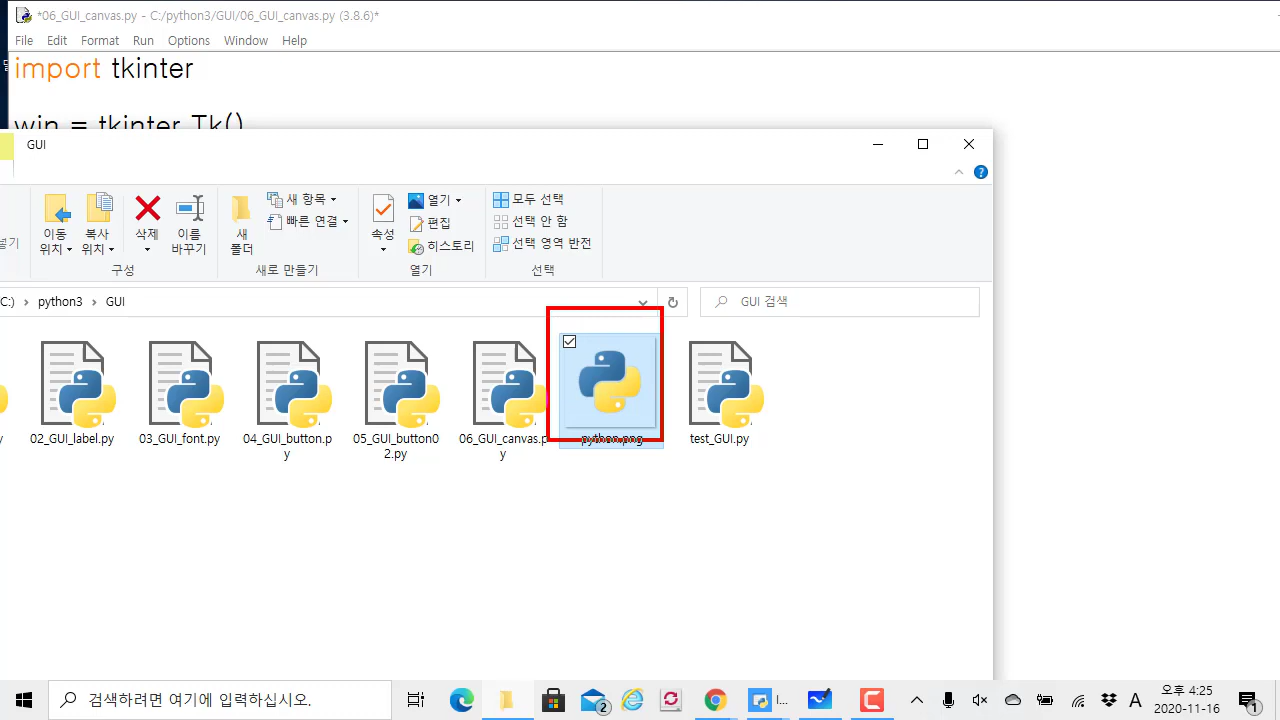 *06_GUI_canvas.py - C:/python3/GUI/06_GUI_canvas.py (3.8.6)*
File Edit Format Run Options Window Help
import tkinter
win = tkinter.Tk()
GUI
이동 위치
복사 위치
삭제
이름 바꾸기
새 폴더
새 항목
빠른 연결
속성
열기
편집
히스토리
모두 선택
선택 안 함
선택 영역 반전
구성
새로 만들기
열기
선택
C:) > python3 > GUI
GUI 검색
02_GUI_label.py
03_GUI_font.py
04_GUI_button.p
y
05_GUI_button0
2.py
06_GUI_canvas.p
y
python.png
test_GUI.py
검색하려면 여기에 입력하십시오.
2
I...
A
오후 4:25
2020-11-16
1